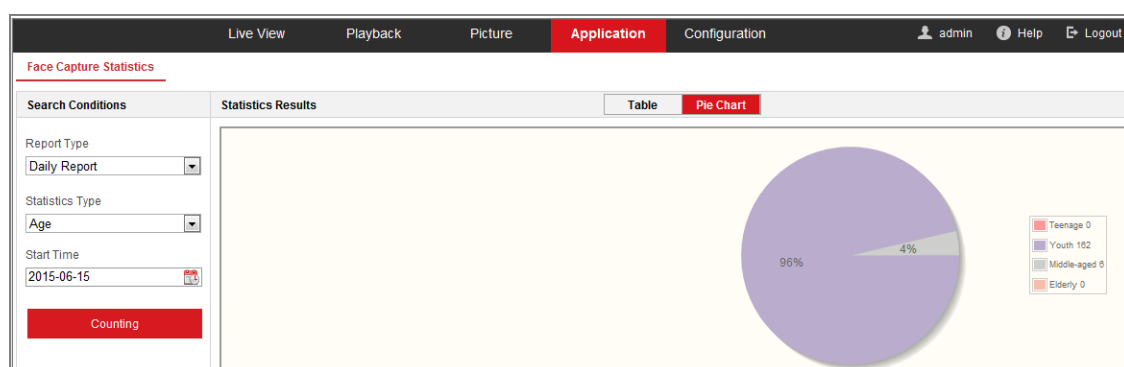 Live View Playback Picture Application Configuration admin Help Logout
Face Capture Statistics
Search Conditions
Statistics Results
Table Pie Chart
Report Type
Daily Report
Statistics Type
Age
Start Time
2015-06-15
Counting
96%
4%
Teenage 0
Youth 162
Middle-aged 6
Elderly 0